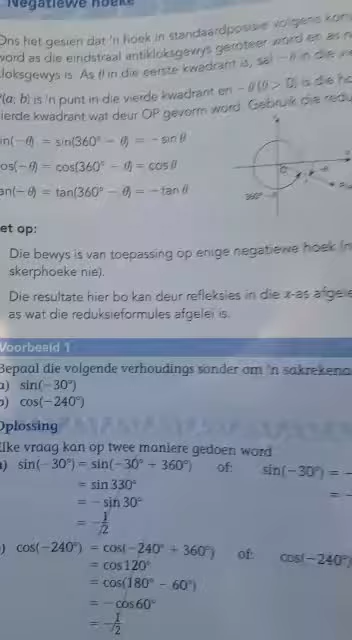 Negatiewe hoeke
Ons het gesien dat 'n hoek in standaardposisie volgens
word as die eindstraal antikloksgewys geroteer word en as
kloksgewys is. As θ in die eerste kwadrant is, sal −θ in die
P(a; b) is 'n punt in die vierde kwadrant en −θ (θ > 0) is die
vierde kwadrant wat deur OP gevorm word. Gebruik die
sin(−θ) = sin(360° − θ) = − sin θ
cos(−θ) = cos(360° − θ) = cos θ
tan(−θ) = tan(360° − θ) = − tan θ
360° − θ
et op:
Die bewys is van toepassing op enige negatiewe hoek
skerphoeke nie).
Die resultate hier bo kan deur refleksies in die x-as
as wat die reduksieformules afgelei is.
Voorbeeld 1
Bepaal die volgende verhoudings sonder om 'n
a) sin(−30°)
b) cos(−240°)
Oplossing
Elke vraag kan op twee maniere gedoen word
a) sin(−30°) = sin(−30° + 360°) of: sin(−30°) = −
= sin 330° = −
= − sin 30°
= −1/2
b) cos(−240°) = cos(−240° + 360°) of: cos(−240°)
= cos 120°
= cos(180° − 60°)
= − cos 60°
= −1/2